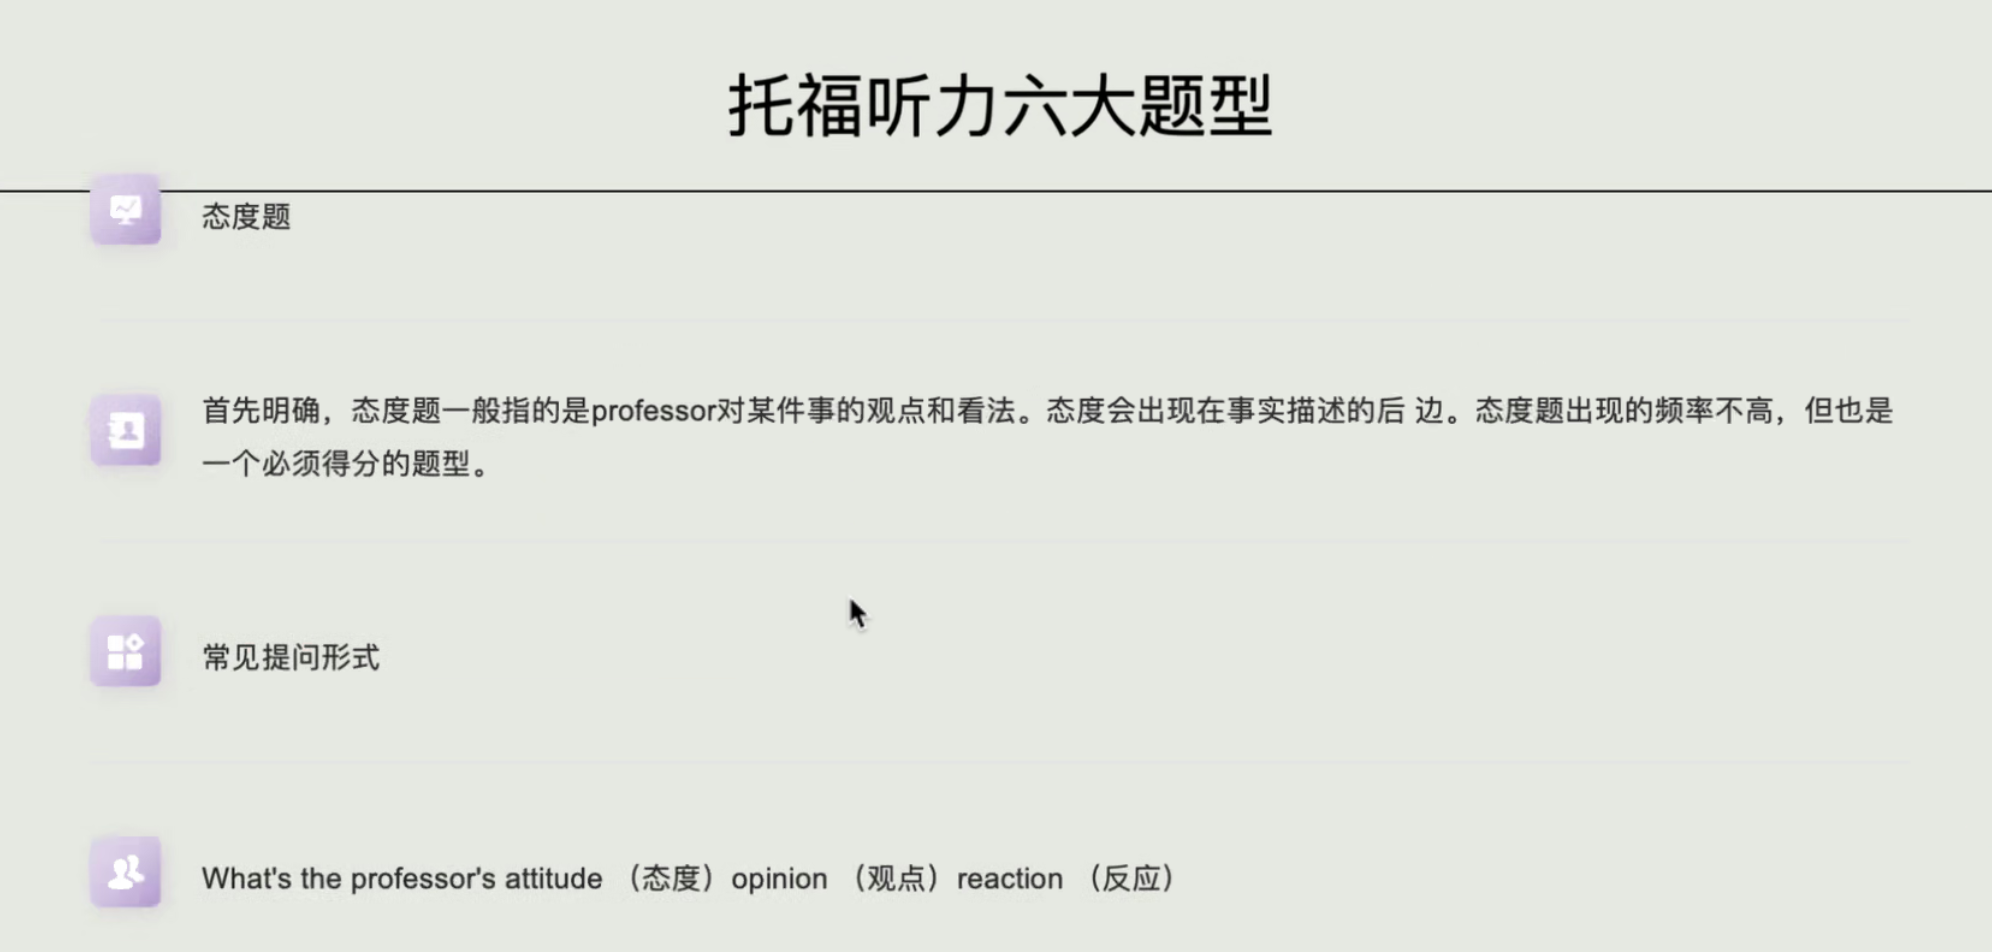 托福听力六大题型
态度题
首先明确，态度题一般指的是professor对某件事的观点和看法。态度会出现在事实描述的后 边。态度题出现的频率不高，但也是
一个必须得分的题型。
常见提问形式
What's the professor's attitude （态度）opinion （观点）reaction （反应）